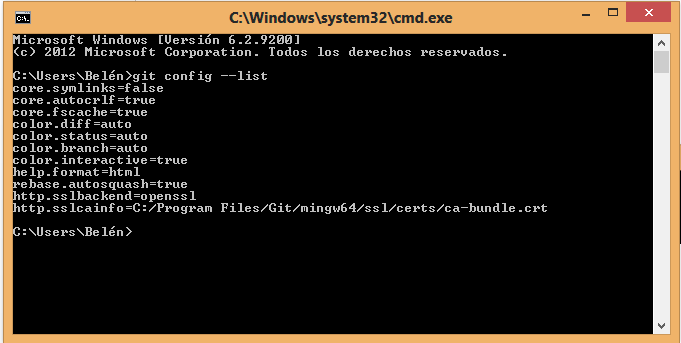 C:\Windows\system32\cmd.exe
Microsoft Windows [Versión 6.2.9200]
(c) 2012 Microsoft Corporation. Todos los derechos reservados.
C:\Users\Belén>git config --list
core.symlinks=false
core.autocrlf=true
core.fscache=true
color.diff=auto
color.status=auto
color.branch=auto
color.interactive=true
help.format=html
rebase.autosquash=true
http.sslbackend=openssl
http.sslcainfo=C:/Program Files/Git/mingw64/ssl/certs/ca-bundle.crt
C:\Users\Belén>